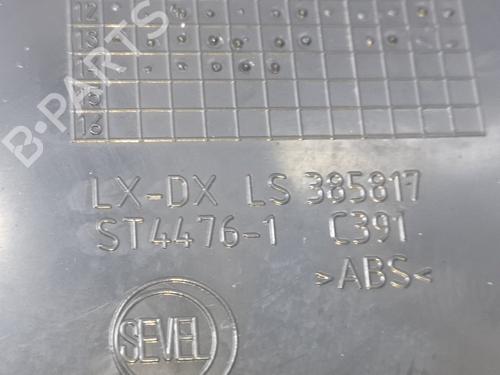 12
13
14
15
16
B-PARTS
LX-DX LS 385817
ST4476-1 C391
>ABS<
SEVEL